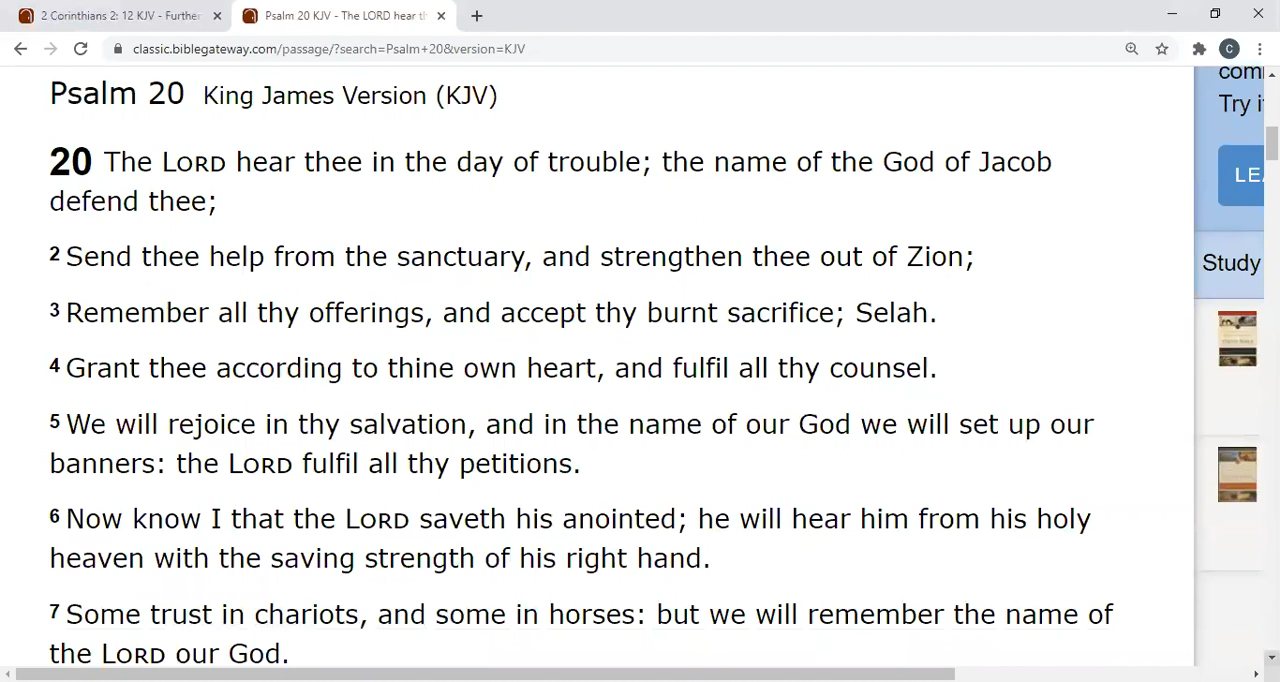 2 Corinthians 2: 12 KJV - Further
Psalm 20 KJV - The LORD hear th
classic.biblegateway.com/passage/?search=Psalm+20&version=KJV
C
Psalm 20 King James Version (KJV)
20 The LORD hear thee in the day of trouble; the name of the God of Jacob
defend thee;
2 Send thee help from the sanctuary, and strengthen thee out of Zion;
3 Remember all thy offerings, and accept thy burnt sacrifice; Selah.
4 Grant thee according to thine own heart, and fulfil all thy counsel.
5 We will rejoice in thy salvation, and in the name of our God we will set up our
banners: the LORD fulfil all thy petitions.
6 Now know I that the LORD saveth his anointed; he will hear him from his holy
heaven with the saving strength of his right hand.
7 Some trust in chariots, and some in horses: but we will remember the name of
the LORD our God.
Try
LE
Study